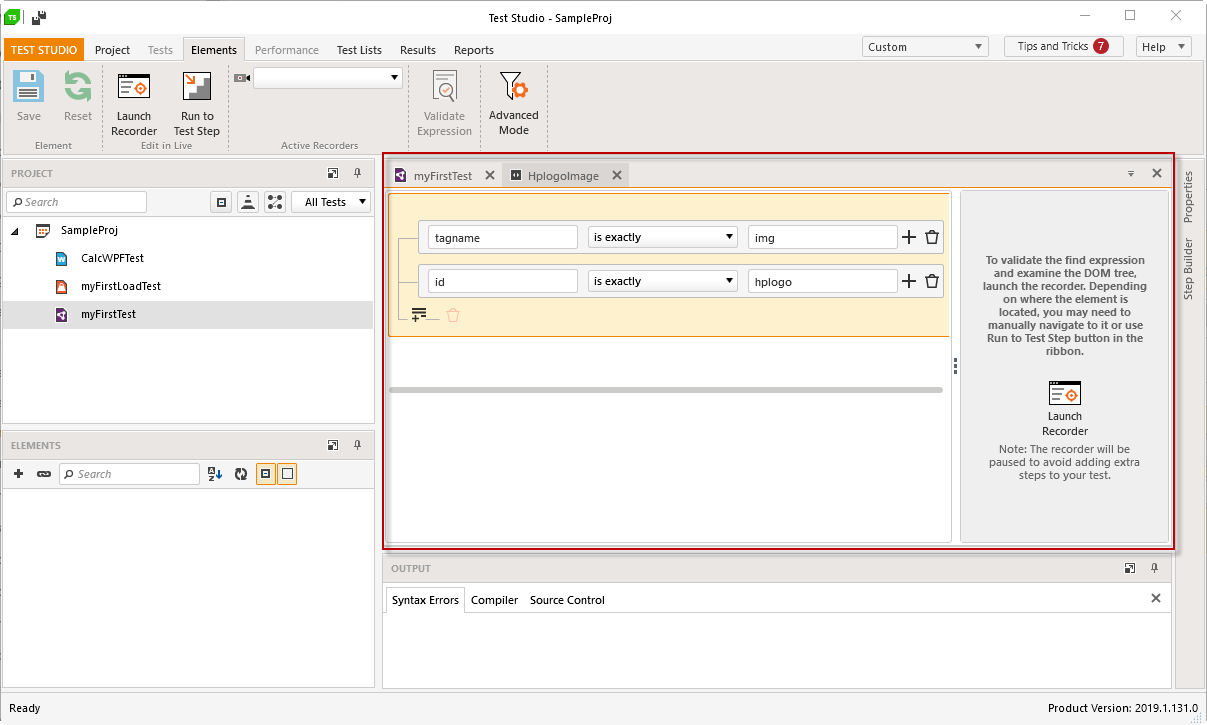 TS
Test Studio - SampleProj
TEST STUDIO Project Tests Elements Performance Test Lists Results Reports Custom Tips and Tricks 7 Help
Save
Reset
Launch
Recorder
Run to
Test Step
Validate
Expression
Advanced
Mode
Element
Edit in Live
Active Recorders
PROJECT
Search
All Tests
SampleProj
CalcWPFTest
myFirstLoadTest
myFirstTest
ELEMENTS
Search
myFirstTest
HplogoImage
tagname is exactly img
id is exactly hplogo
To validate the find expression
and examine the DOM tree,
launch the recorder. Depending
on where the element is
located, you may need to
manually navigate to it or use
Run to Test Step button in the
ribbon.
Launch
Recorder
Note: The recorder will be
paused to avoid adding extra
steps to your test.
Properties
Step Builder
OUTPUT
Syntax Errors Compiler Source Control
Ready
Product Version: 2019.1.131.0